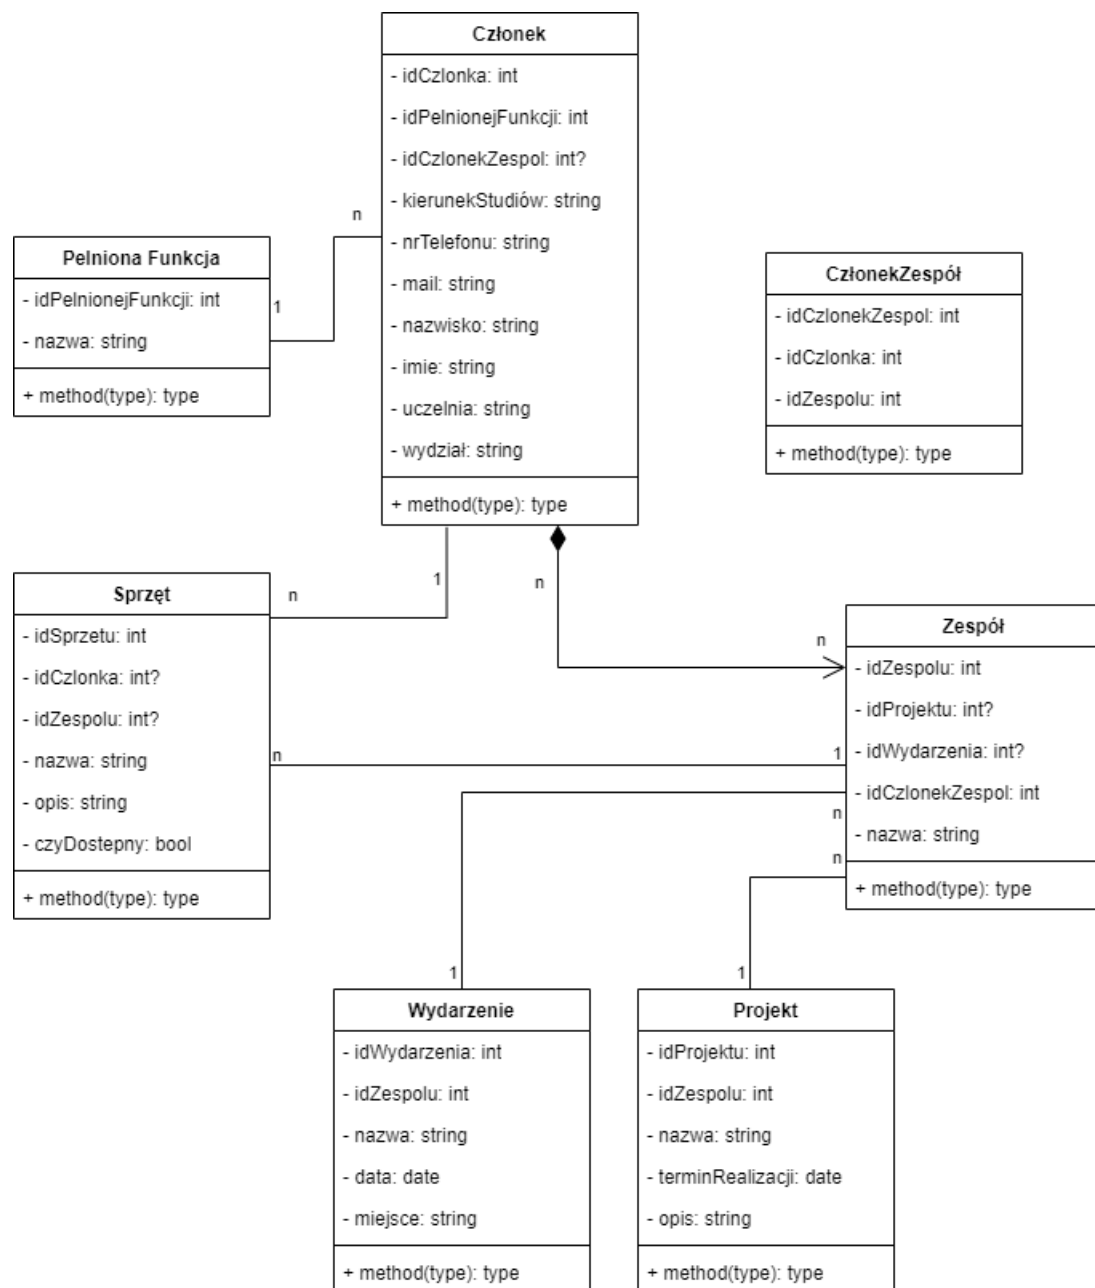 Członek
- idCzlonka: int
- idPelnionejFunkcji: int
- idCzlonekZespol: int?
- kierunekStudiów: string
- nrTelefonu: string
- mail: string
- nazwisko: string
- imie: string
- uczelnia: string
- wydział: string
+ method(type): type
n
1
Pelniona Funkcja
- idPelnionejFunkcji: int
- nazwa: string
+ method(type): type
CzłonekZespół
- idCzlonekZespol: int
- idCzlonka: int
- idZespolu: int
+ method(type): type
1
n
n
n
Sprzęt
- idSprzetu: int
- idCzlonka: int?
- idZespolu: int?
- nazwa: string
- opis: string
- czyDostepny: bool
+ method(type): type
n
1
Zespół
- idZespolu: int
- idProjektu: int?
- idWydarzenia: int?
- idCzlonekZespol: int
- nazwa: string
+ method(type): type
n
n
1
1
Wydarzenie
- idWydarzenia: int
- idZespolu: int
- nazwa: string
- data: date
- miejsce: string
+ method(type): type
Projekt
- idProjektu: int
- idZespolu: int
- nazwa: string
- terminRealizacji: date
- opis: string
+ method(type): type